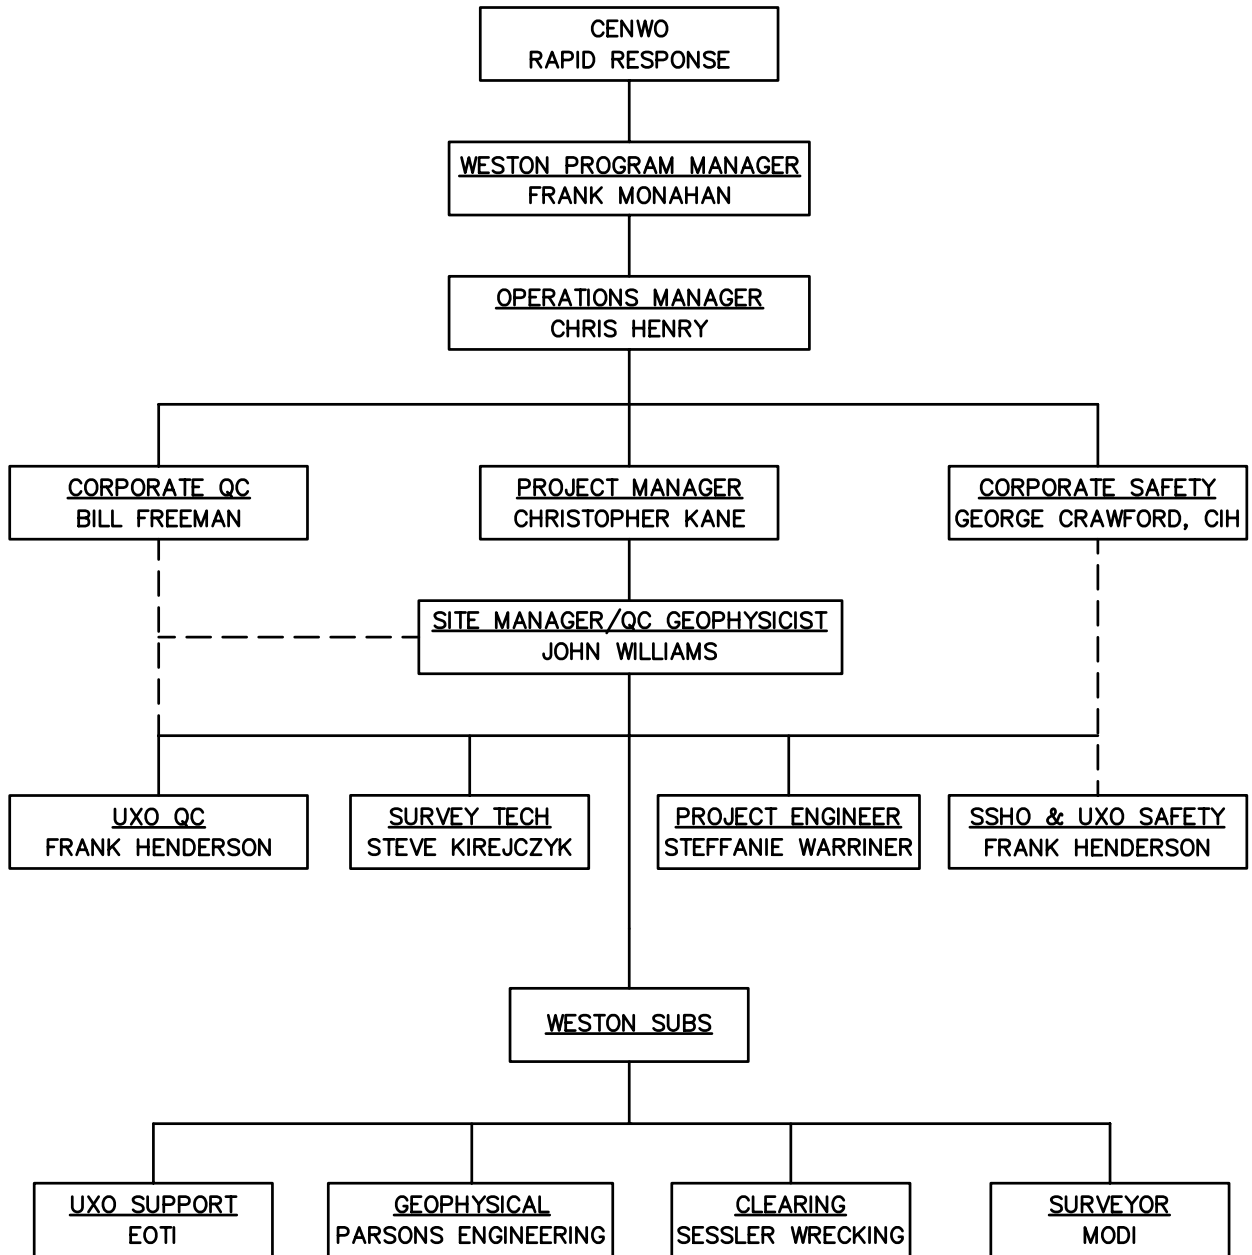 CENWO
RAPID RESPONSE
WESTON PROGRAM MANAGER
FRANK MONAHAN
OPERATIONS MANAGER
CHRIS HENRY
CORPORATE QC
BILL FREEMAN
PROJECT MANAGER
CHRISTOPHER KANE
CORPORATE SAFETY
GEORGE CRAWFORD, CIH
SITE MANAGER/QC GEOPHYSICIST
JOHN WILLIAMS
UXO QC
FRANK HENDERSON
SURVEY TECH
STEVE KIREJCZYK
PROJECT ENGINEER
STEFFANIE WARRINER
SSHO & UXO SAFETY
FRANK HENDERSON
WESTON SUBS
UXO SUPPORT
EOTI
GEOPHYSICAL
PARSONS ENGINEERING
CLEARING
SESSLER WRECKING
SURVEYOR
MODI